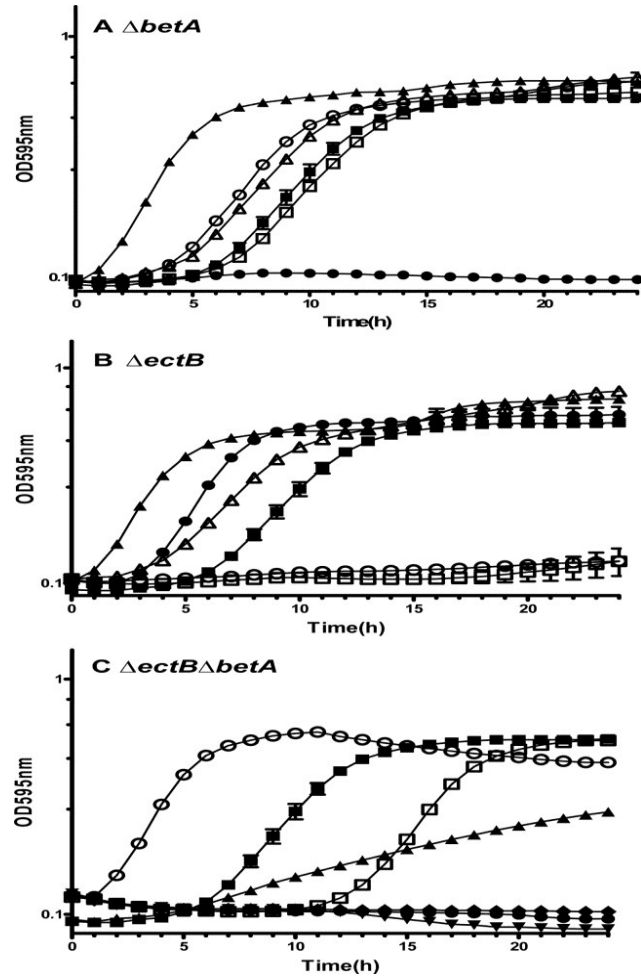 A ΔbetA
1
OD595nm
0.1
0 5 10 15 20
Time(h)
B ΔectB
1
OD595nm
0.1
0 5 10 15 20
Time(h)
C ΔectBΔbetA
1
OD595nm
0.1
0 5 10 15 20
Time(h)